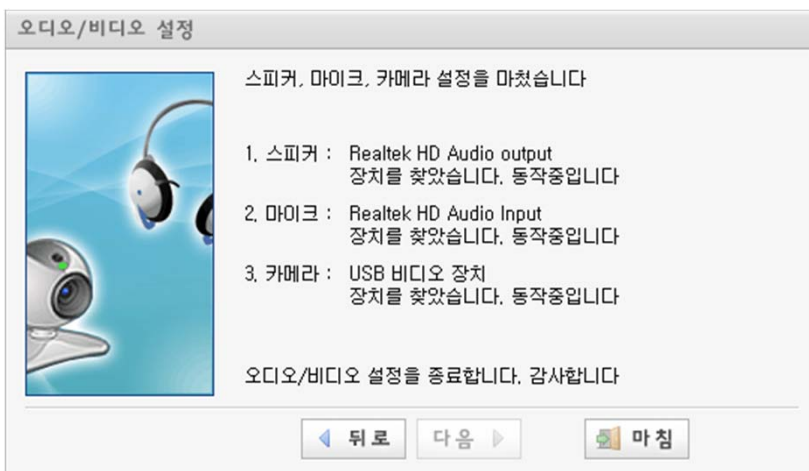 오디오/비디오 설정
스피커, 마이크, 카메라 설정을 마쳤습니다
1. 스피커 : Realtek HD Audio output
장치를 찾았습니다. 동작중입니다
2. 마이크 : Realtek HD Audio Input
장치를 찾았습니다. 동작중입니다
3. 카메라 : USB 비디오 장치
장치를 찾았습니다. 동작중입니다
오디오/비디오 설정을 종료합니다. 감사합니다
뒤로 다음 마침